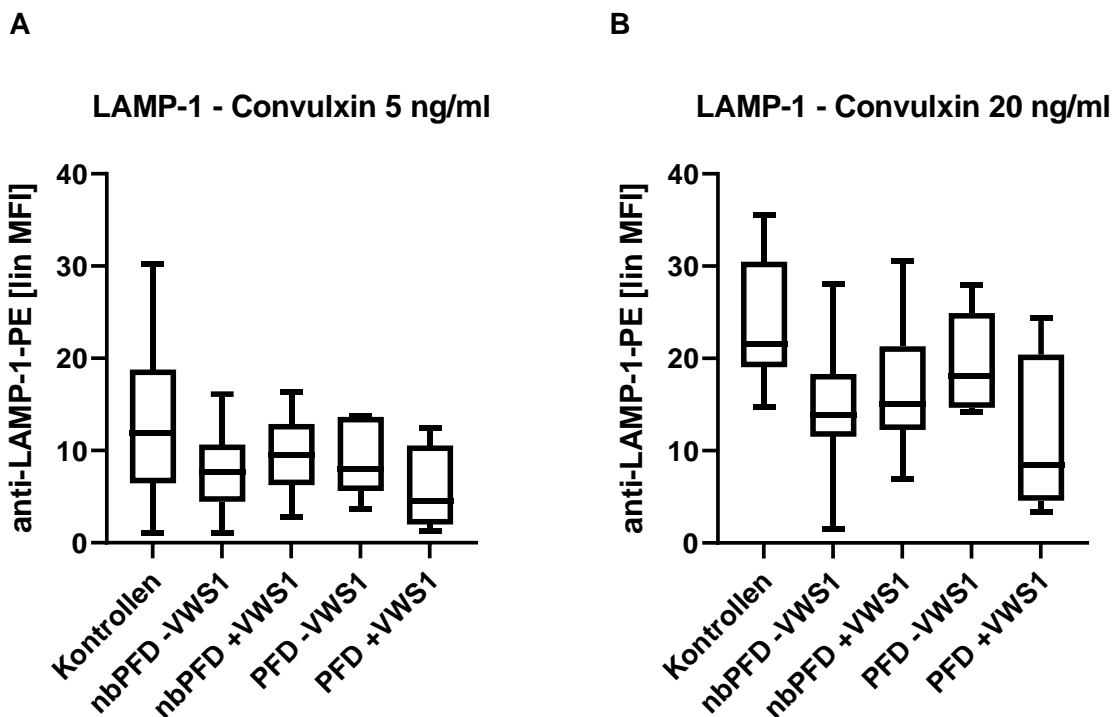 A
LAMP-1 - Convulxin 5 ng/ml
anti-LAMP-1-PE [lin MFI]
40
30
20
10
0
Kontrollen
nbPFD -VWS1
nbPFD +VWS1
PFD -VWS1
PFD +VWS1
B
LAMP-1 - Convulxin 20 ng/ml
anti-LAMP-1-PE [lin MFI]
40
30
20
10
0
Kontrollen
nbPFD -VWS1
nbPFD +VWS1
PFD -VWS1
PFD +VWS1